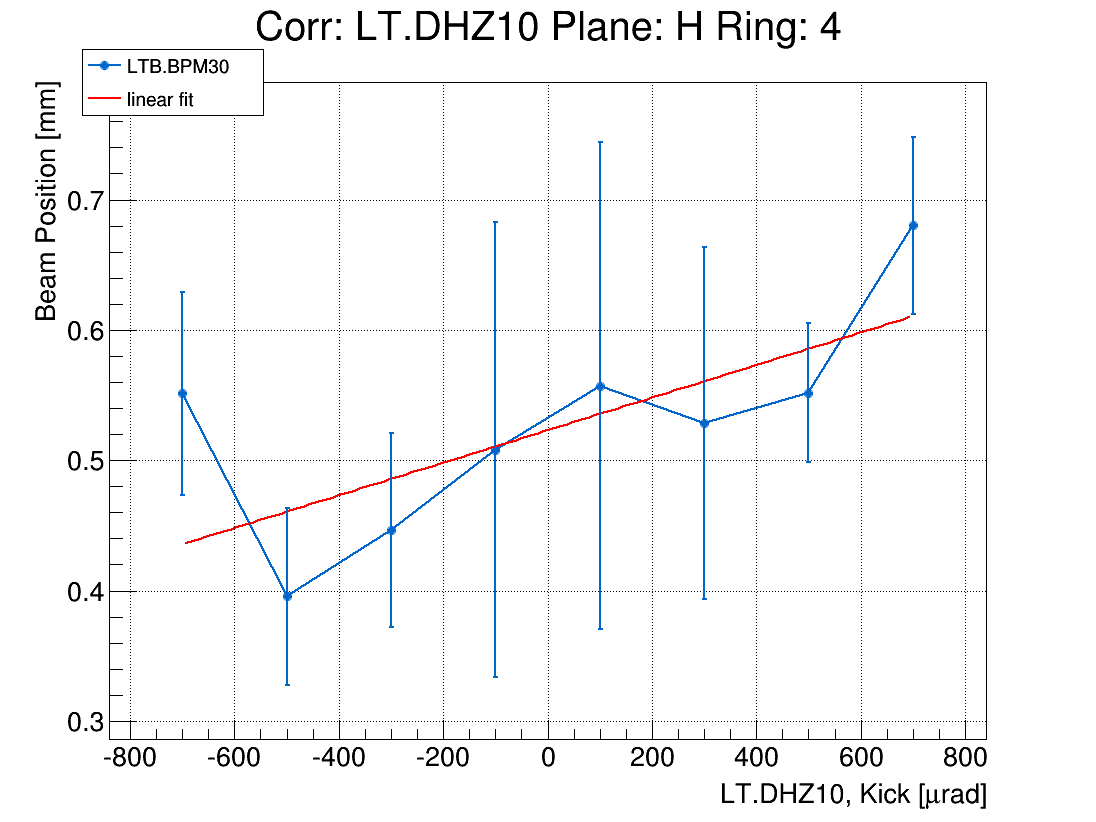 Corr: LT.DHZ10 Plane: H Ring: 4
LTB.BPM30
linear fit
Beam Position [mm]
0.7
0.6
0.5
0.4
0.3
-800 -600 -400 -200 0 200 400 600 800
LT.DHZ10, Kick [μrad]